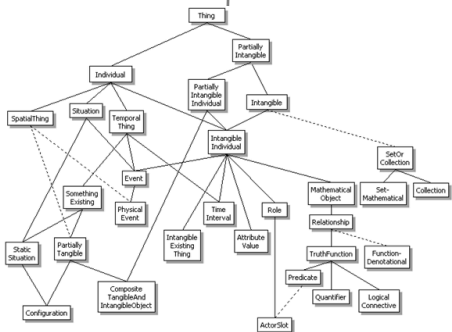 Thing
Partially
Intangible
Individual
Partially
Intangible
Individual
Intangible
SpatialThing
Situation
Temporal
Thing
Intangible
Individual
SetOr
Collection
Event
Set-
Mathematical
Collection
Something
Existing
Physical
Event
Time
Interval
Role
Mathematical
Object
Relationship
Static
Situation
Partially
Tangible
Intangible
Existing
Thing
Attribute
Value
TruthFunction
Function-
Denotational
Predicate
Composite
TangibleAnd
IntangibleObject
Quantifier
Logical
Connective
Configuration
ActorSlot